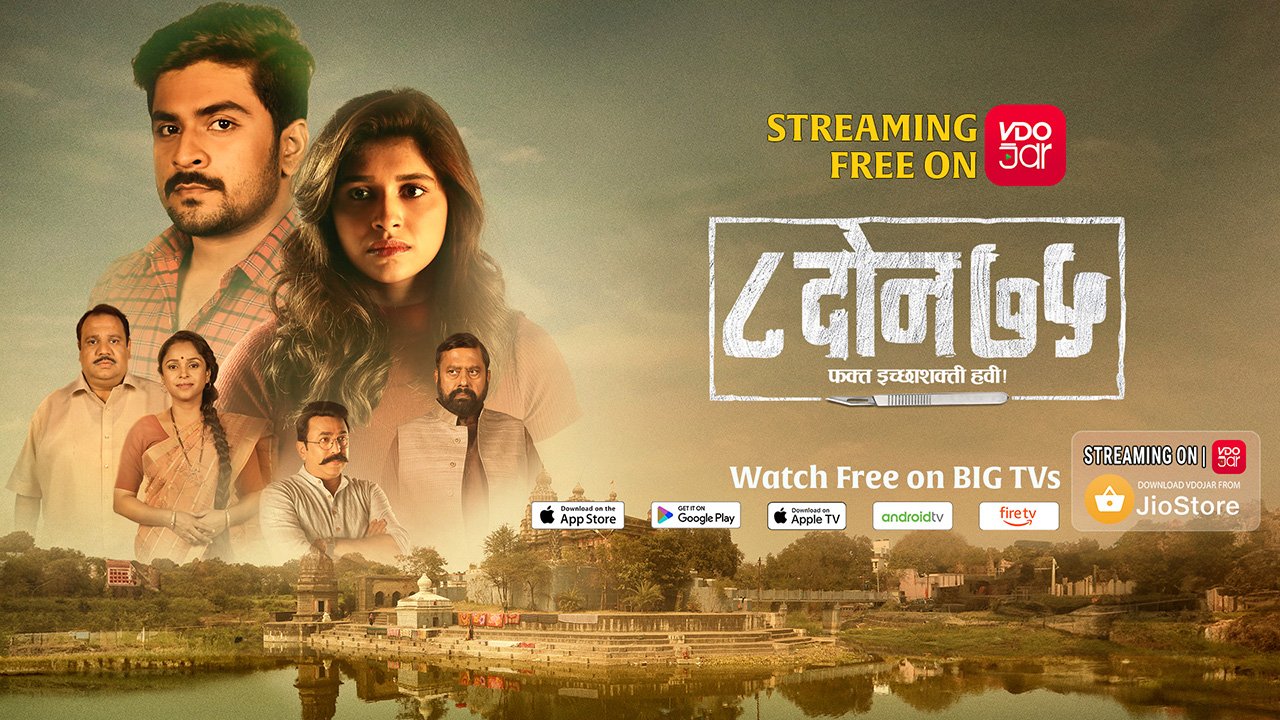 STREAMING
FREE ON
VDO
jar
८ दोन ७५
फक्त इच्छाशक्ती हवी!
Watch Free on BIG TVs
Download on the
App Store
GET IT ON
Google Play
Download on
Apple TV
androidtv
fire tv
STREAMING ON |
VDO
jar
DOWNLOAD VDOJAR FROM
JioStore